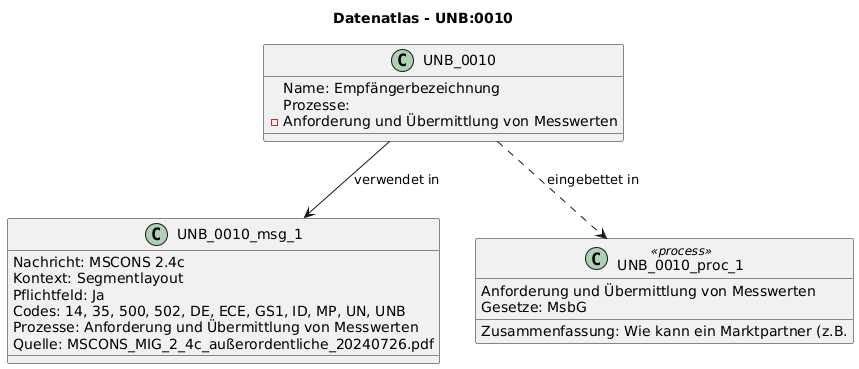 Datenatlas - UNB:0010
C UNB_0010
Name: Empfängerbezeichnung
Prozesse:
Anforderung und Übermittlung von Messwerten
verwendet in
eingebettet in
C UNB_0010_msg_1
Nachricht: MSCONS 2.4c
Kontext: Segmentlayout
Pflichtfeld: Ja
Codes: 14, 35, 500, 502, DE, ECE, GS1, ID, MP, UN, UNB
Prozesse: Anforderung und Übermittlung von Messwerten
Quelle: MSCONS_MIG_2_4c_außerordentliche_20240726.pdf
«process»
C UNB_0010_proc_1
Anforderung und Übermittlung von Messwerten
Gesetze: MsbG
Zusammenfassung: Wie kann ein Marktpartner (z.B.